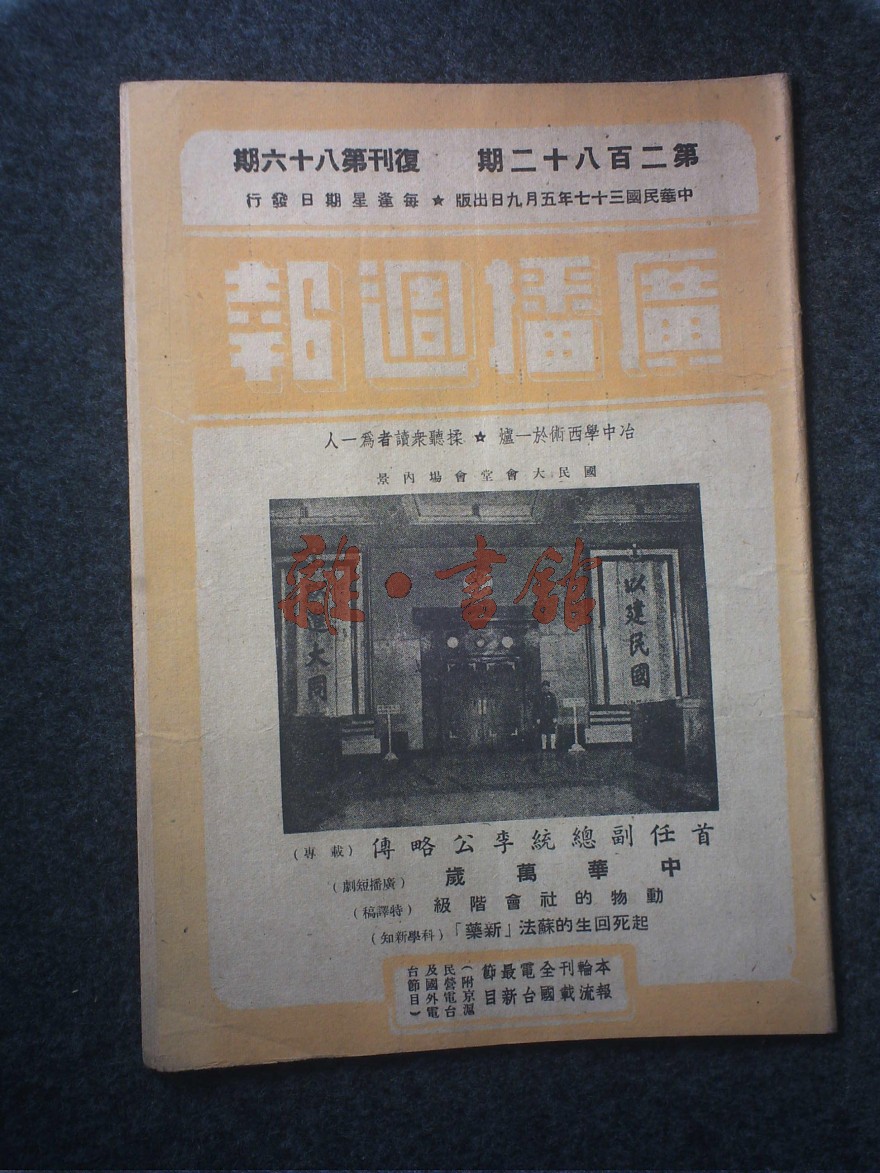 第二百八十二期 復刊第八十六期
中華民國三十七年五月九日出版★每逢星期日發行
廣播週報
冶中學西術於一爐★揉聽衆讀者爲一人
國民大會堂會場內景
以建民國
大同
雜·書館
首任副總統李公略傳(專載)
中華萬歲(廣播短劇)
動物的社會階級(特譯稿)
起死回生的蘇法「新藥」(科學新知)
本報輪流刊載全國電台最新節目
(附京滬民營電台及國外電台節目)